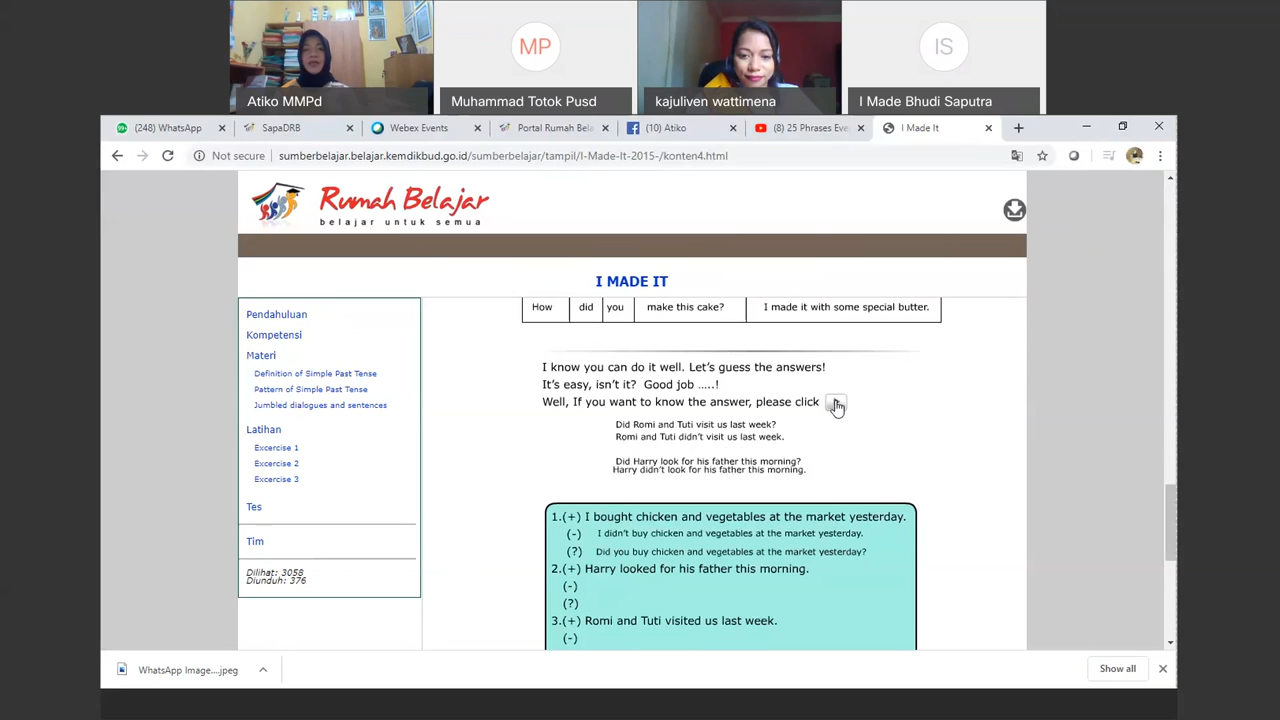 MP
IS
Atiko MMPd
Muhammad Totok Pusd
kajuliven wattimena
I Made Bhudi Saputra
(248) WhatsApp
SapaDRB
Webex Events
Portal Rumah Bela
(10) Atiko
(8) 25 Phrases Eve
I Made It
Not secure
sumberbelajar.belajar.kemdikbud.go.id/sumberbelajar/tampil/I-Made-It-2015-/konten4.html
Rumah Belajar
belajar untuk semua
I MADE IT
Pendahuluan
Kompetensi
Materi
Definition of Simple Past Tense
Pattern of Simple Past Tense
Jumbled dialogues and sentences
Latihan
Excercise 1
Excercise 2
Excercise 3
Tes
Tim
Dilihat: 3058
Diunduh: 376
How did you make this cake? I made it with some special butter.
I know you can do it well. Let's guess the answers!
It's easy, isn't it? Good job .....!
Well, If you want to know the answer, please click
Did Romi and Tuti visit us last week?
Romi and Tuti didn't visit us last week.
Did Harry look for his father this morning?
Harry didn't look for his father this morning.
1.(+) I bought chicken and vegetables at the market yesterday.
(-) I didn't buy chicken and vegetables at the market yesterday.
(?) Did you buy chicken and vegetables at the market yesterday?
2.(+) Harry looked for his father this morning.
(-)
(?)
3.(+) Romi and Tuti visited us last week.
(-)
WhatsApp Image....jpeg
Show all